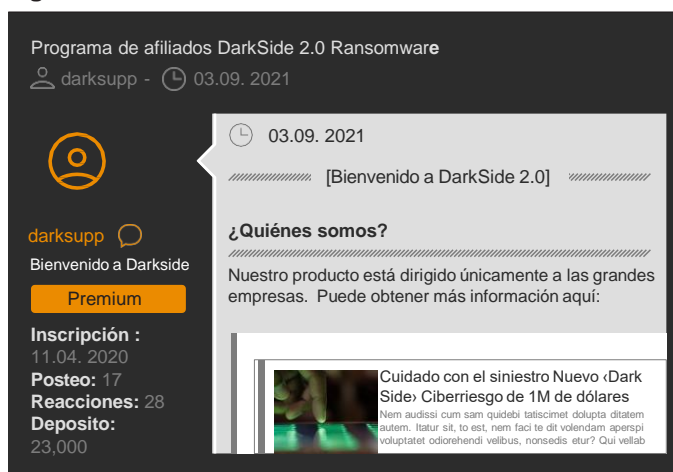 Programa de afiliados DarkSide 2.0 Ransomware
darksupp - 03.09. 2021
darksupp
Bienvenido a Darkside
Premium
Inscripción :
11.04. 2020
Posteo: 17
Reacciones: 28
Deposito:
23,000
03.09. 2021
[Bienvenido a DarkSide 2.0]
¿Quiénes somos?
Nuestro producto está dirigido únicamente a las grandes
empresas. Puede obtener más información aquí:
Cuidado con el siniestro Nuevo ‹Dark
Side› Ciberriesgo de 1M de dólares
Nem audissi cum sam quidebi tatiscimet dolupta ditatem
autem. Itatur sit, to est, nem faci te dit volendam aperspi
voluptatet odiorehendi velibus, nonsedis etur? Qui vellab